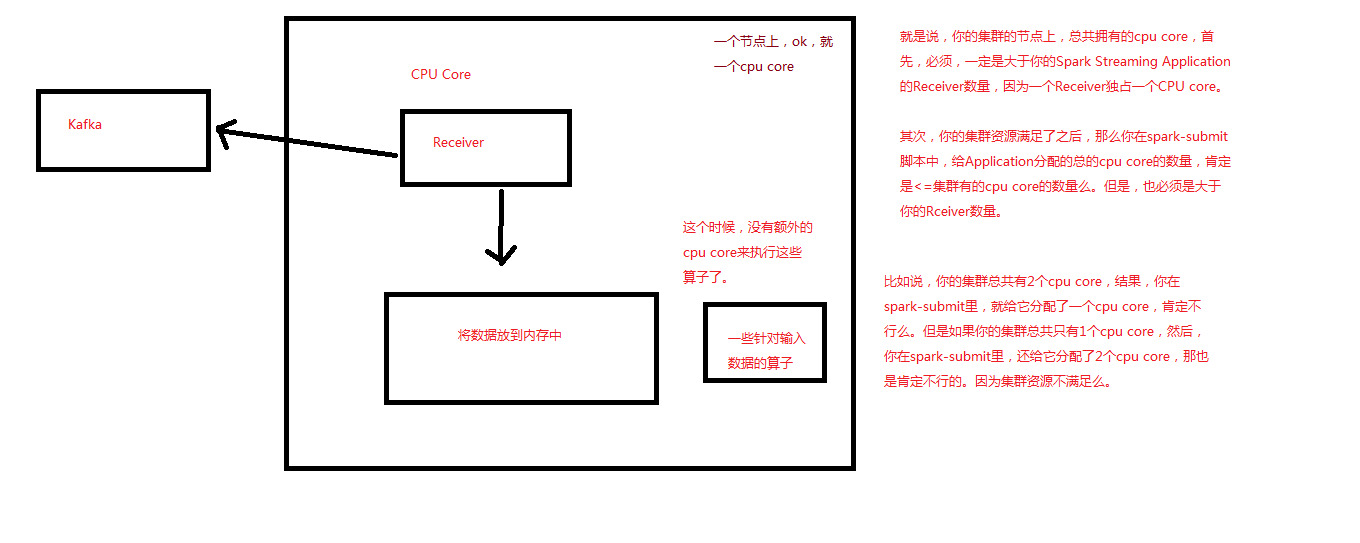 一个节点上，ok，就
一个cpu core
CPU Core
Kafka
Receiver
这个时候，没有额外的
cpu core来执行这些
算子了。
将数据放到内存中
一些针对输入
数据的算子
就是说，你的集群的节点上，总共拥有的cpu core，首
先，必须，一定是大于你的Spark Streaming Application
的Receiver数量，因为一个Receiver独占一个CPU core。
其次，你的集群资源满足了之后，那么你在spark-submit
脚本中，给Application分配的总的cpu core的数量，肯定
是<=集群有的cpu core的数量么。但是，也必须是大于
你的Rceiver数量。
比如说，你的集群总共有2个cpu core，结果，你在
spark-submit里，就给它分配了一个cpu core，肯定不
行么。但是如果你的集群总共只有1个cpu core，然后，
你在spark-submit里，还给它分配了2个cpu core，那也
是肯定不行的。因为集群资源不满足么。